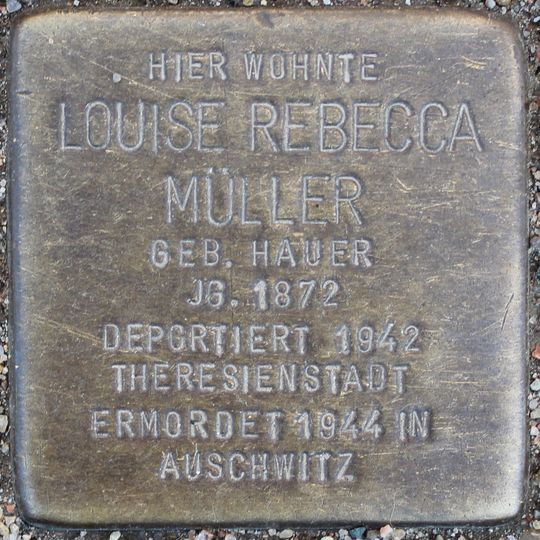 HIER WOHNTE
LOUISE REBECCA
MÜLLER
GEB. HAUER
JG. 1872
DEPORTIERT 1942
THERESIENSTADT
ERMORDET 1944 IN
AUSCHWITZ